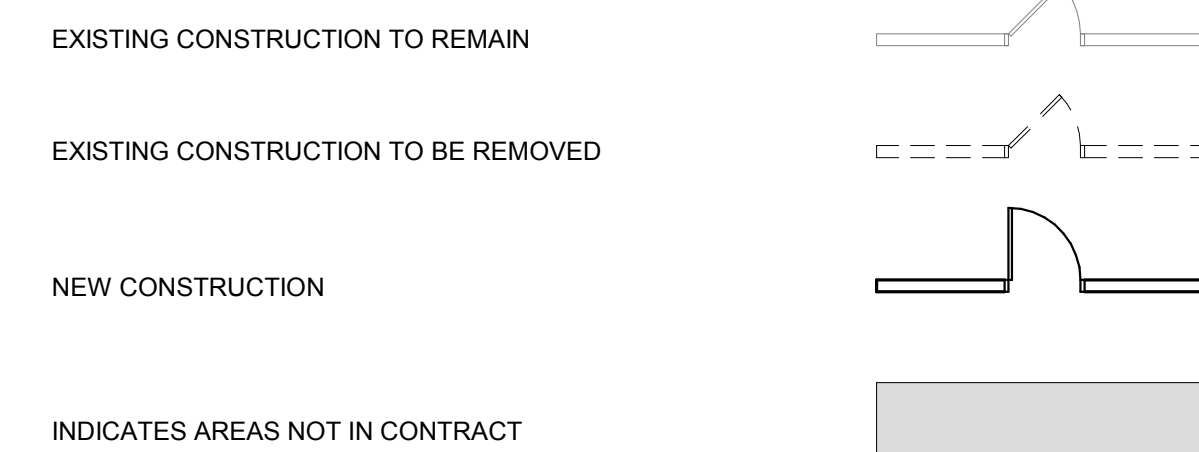 EXISTING CONSTRUCTION TO REMAIN
EXISTING CONSTRUCTION TO BE REMOVED
NEW CONSTRUCTION
INDICATES AREAS NOT IN CONTRACT